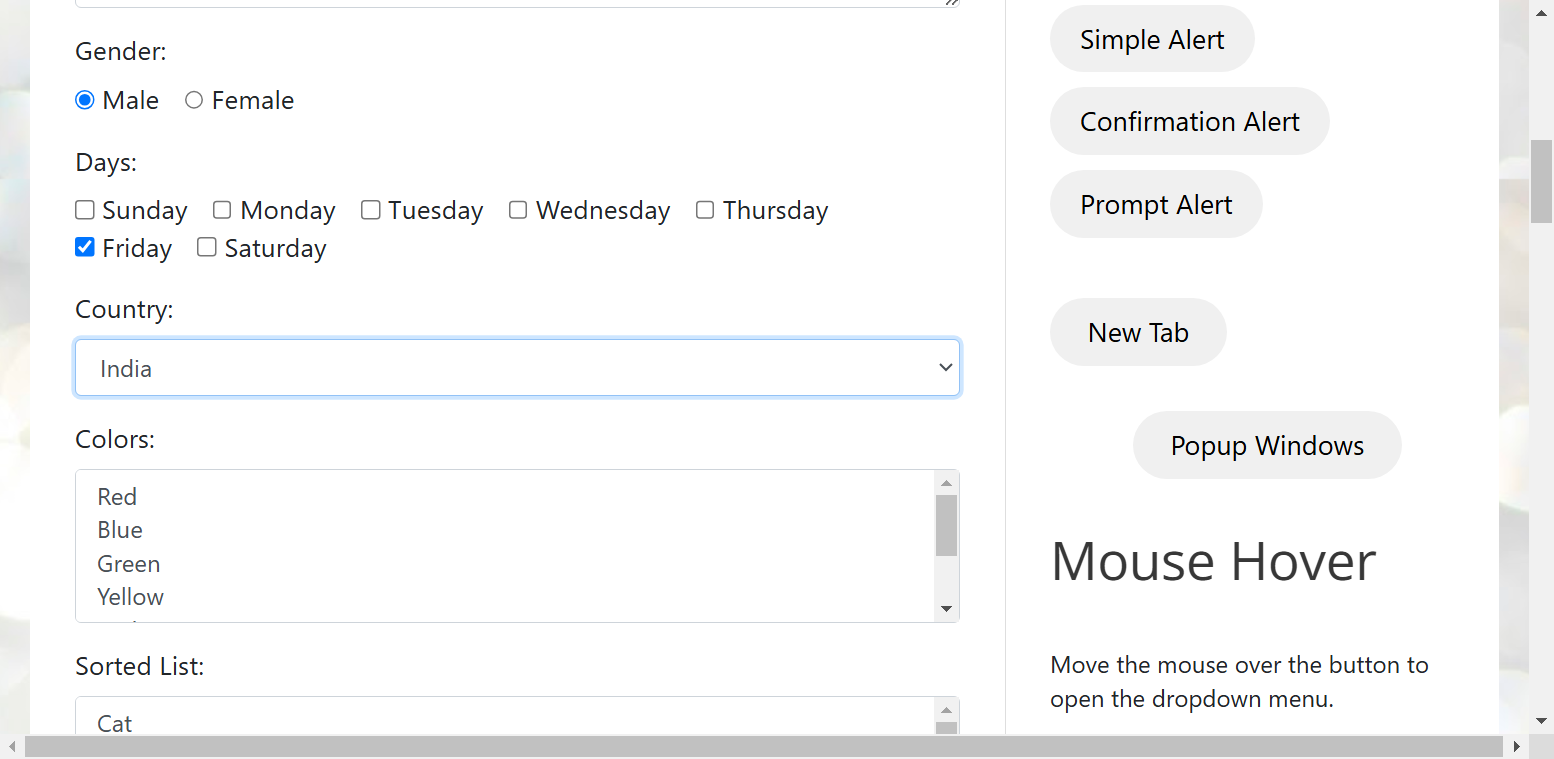 Gender:
Male Female
Days:
Sunday Monday Tuesday Wednesday Thursday
Friday Saturday
Country:
India
Colors:
Red
Blue
Green
Yellow
Sorted List:
Cat
Simple Alert
Confirmation Alert
Prompt Alert
New Tab
Popup Windows
Mouse Hover
Move the mouse over the button to
open the dropdown menu.